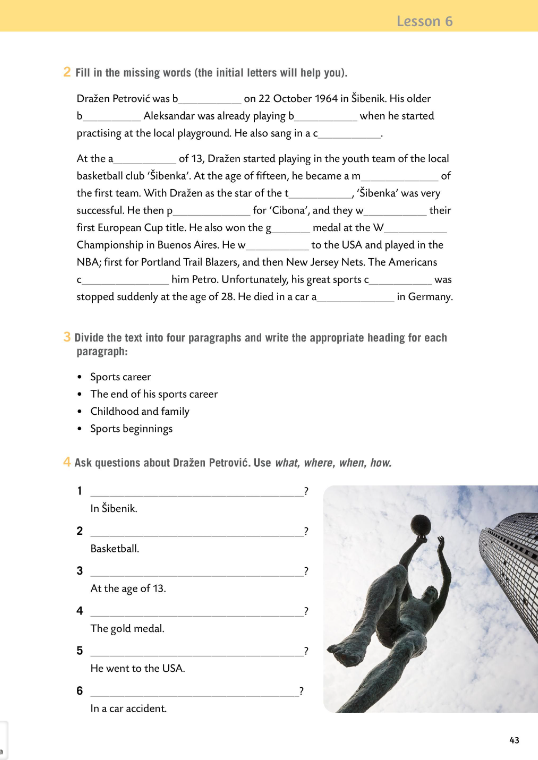 Lesson 6
2 Fill in the missing words (the initial letters will help you).
Dražen Petrović was b___________ on 22 October 1964 in Šibenik. His older
b__________ Aleksandar was already playing b___________ when he started
practising at the local playground. He also sang in a c___________.
At the a___________ of 13, Dražen started playing in the youth team of the local
basketball club ‘Šibenka’. At the age of fifteen, he became a m______________ of
the first team. With Dražen as the star of the t___________, ‘Šibenka’ was very
successful. He then p______________ for ‘Cibona’, and they w___________ their
first European Cup title. He also won the g_______ medal at the W___________
Championship in Buenos Aires. He w___________ to the USA and played in the
NBA; first for Portland Trail Blazers, and then New Jersey Nets. The Americans
c________________ him Petro. Unfortunately, his great sports c___________ was
stopped suddenly at the age of 28. He died in a car a______________ in Germany.
3 Divide the text into four paragraphs and write the appropriate heading for each
paragraph:
• Sports career
• The end of his sports career
• Childhood and family
• Sports beginnings
4 Ask questions about Dražen Petrović. Use what, where, when, how.
1 ______________________________________?
In Šibenik.
2 ______________________________________?
Basketball.
3 ______________________________________?
At the age of 13.
4 ______________________________________?
The gold medal.
5 ______________________________________?
He went to the USA.
6 _____________________________________?
In a car accident.
43